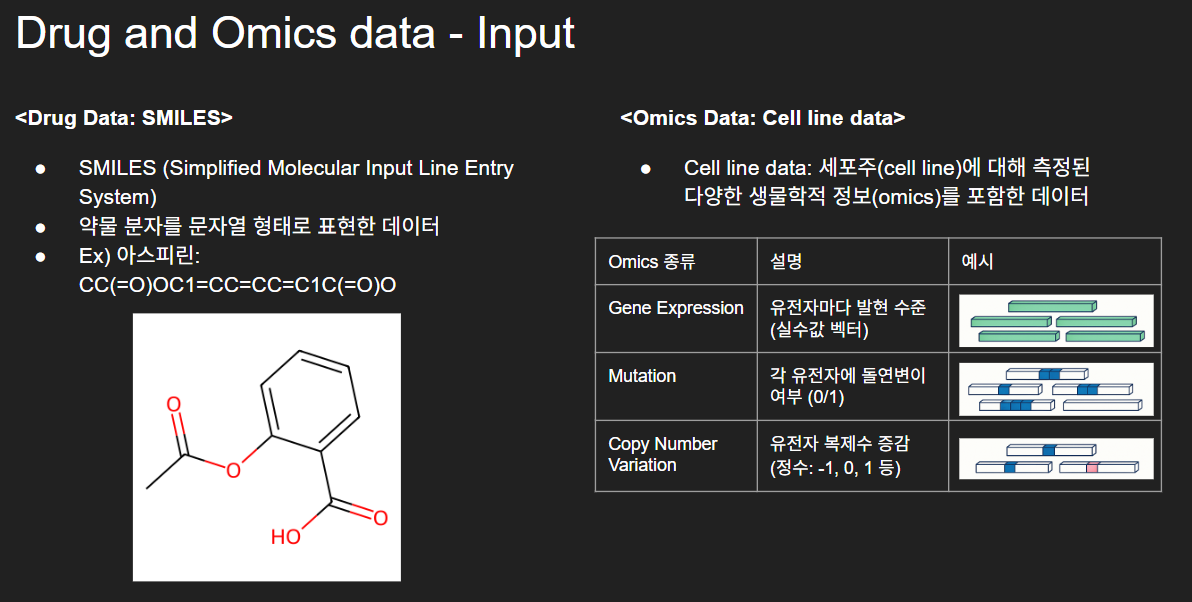 Drug and Omics data - Input
<Drug Data: SMILES>
● SMILES (Simplified Molecular Input Line Entry
System)
● 약물 분자를 문자열 형태로 표현한 데이터
● Ex) 아스피린:
CC(=O)OC1=CC=CC=C1C(=O)O
O
O
O
HO
<Omics Data: Cell line data>
● Cell line data: 세포주(cell line)에 대해 측정된
다양한 생물학적 정보(omics)를 포함한 데이터
Omics 종류
설명
예시
Gene Expression
유전자마다 발현 수준
(실수값 벡터)
Mutation
각 유전자에 돌연변이
여부 (0/1)
Copy Number
Variation
유전자 복제수 증감
(정수: -1, 0, 1 등)